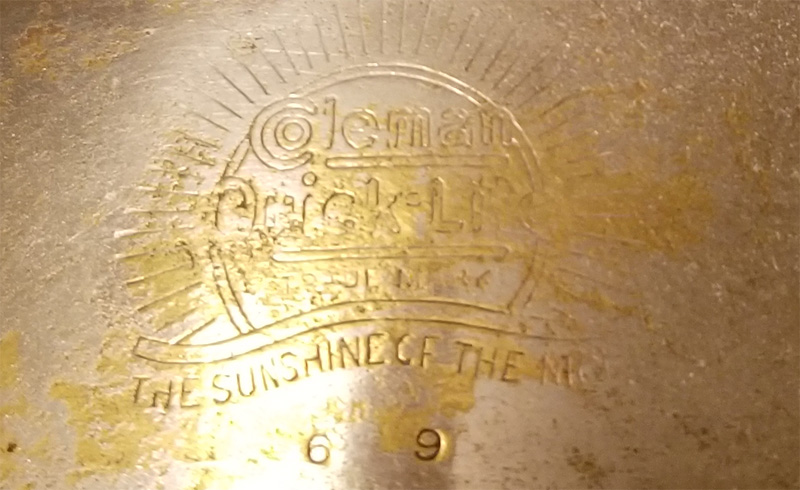 Coleman
Quick-Lite
TRADE MARK
THE SUNSHINE OF THE
6 9